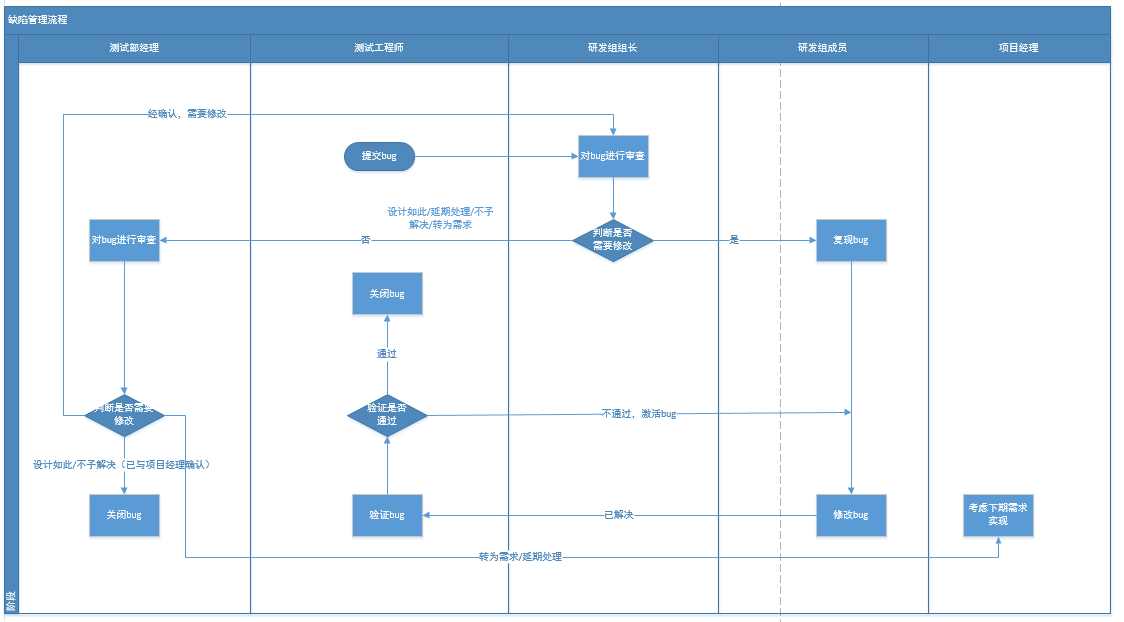 缺陷管理流程
测试部经理
测试工程师
研发组组长
研发组成员
项目经理
经确认，需要修改
提交bug
对bug进行审查
设计如此/延期处理/不予
解决/转为需求
判断是否
需要修改
对bug进行审查
否
是
复现bug
关闭bug
通过
判断是否需要
修改
验证是否
通过
不通过，激活bug
设计如此/不予解决（已与项目经理确认）
关闭bug
验证bug
已解决
修改bug
考虑下期需求
实现
转为需求/延期处理
阶段